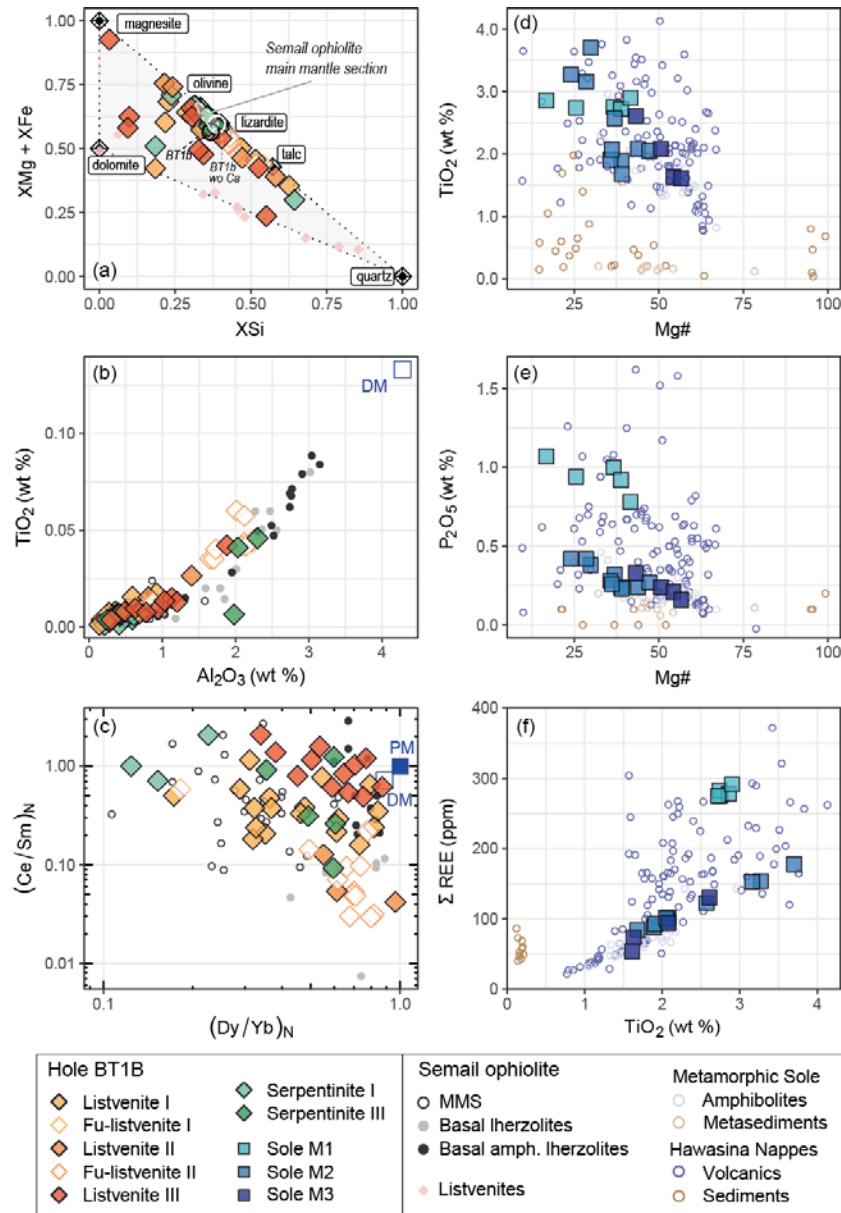 1.00
0.75
0.50
0.25
0.00
XMg + XFe
magnesite
Semail ophiolite
main mantle section
olivine
lizardite
talc
dolomite
BT1B
BT1b
wo Ca
quartz
(a)
0.00
0.25
0.50
0.75
1.00
XSi
4.0
3.0
2.0
1.0
0.0
TiO₂ (wt %)
(d)
25
50
75
100
Mg#
0.10
0.05
0.00
TiO₂ (wt %)
(b)
DM
0
1
2
3
4
Al₂O₃ (wt %)
1.5
1.0
0.5
0.0
P₂O₅ (wt %)
(e)
25
50
75
100
Mg#
1.00
0.10
0.01
(Ce/Sm)N
(c)
PM
DM
0.1
1.0
(Dy/Yb)N
400
300
200
100
0
Σ REE (ppm)
(f)
0
1
2
3
4
TiO₂ (wt %)
Hole BT1B
Listvenite I
Fu-listvenite I
Listvenite II
Fu-listvenite II
Listvenite III
Serpentinite I
Serpentinite III
Sole M1
Sole M2
Sole M3
Semail ophiolite
MMS
Basal lherzolites
Basal amph. lherzolites
Listvenites
Metamorphic Sole
Amphibolites
Metasediments
Hawasina Nappes
Volcanics
Sediments